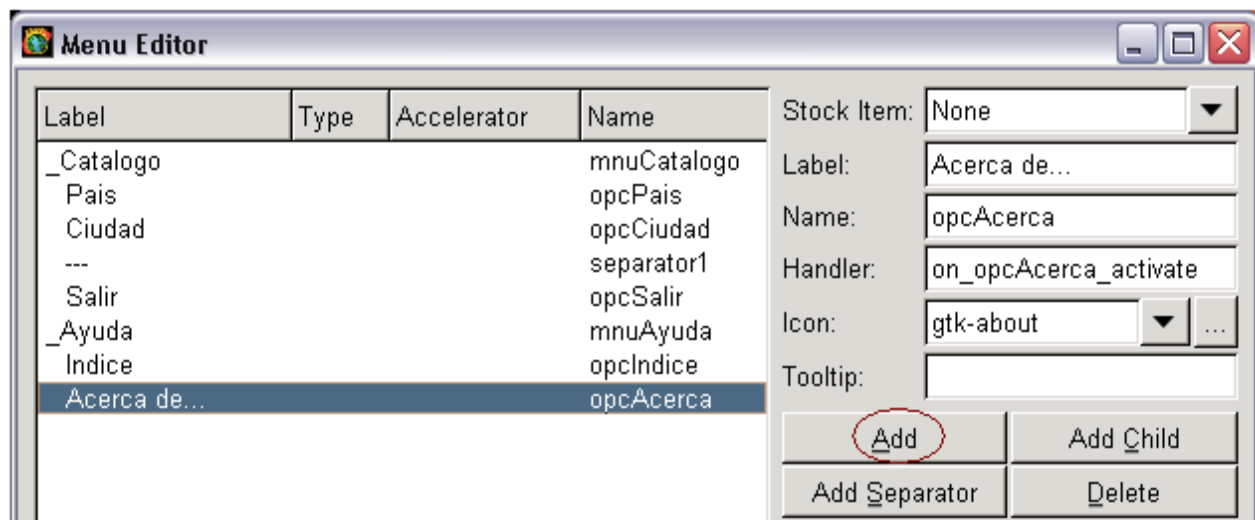 Menu Editor
Label Type Accelerator Name
_Catalogo mnuCatalogo
Pais opcPais
Ciudad opcCiudad
--- separator1
Salir opcSalir
_Ayuda mnuAyuda
Indice opcIndice
Acerca de... opcAcerca
Stock Item: None
Label: Acerca de...
Name: opcAcerca
Handler: on_opcAcerca_activate
Icon: gtk-about ...
Tooltip:
Add Add Child
Add Separator Delete